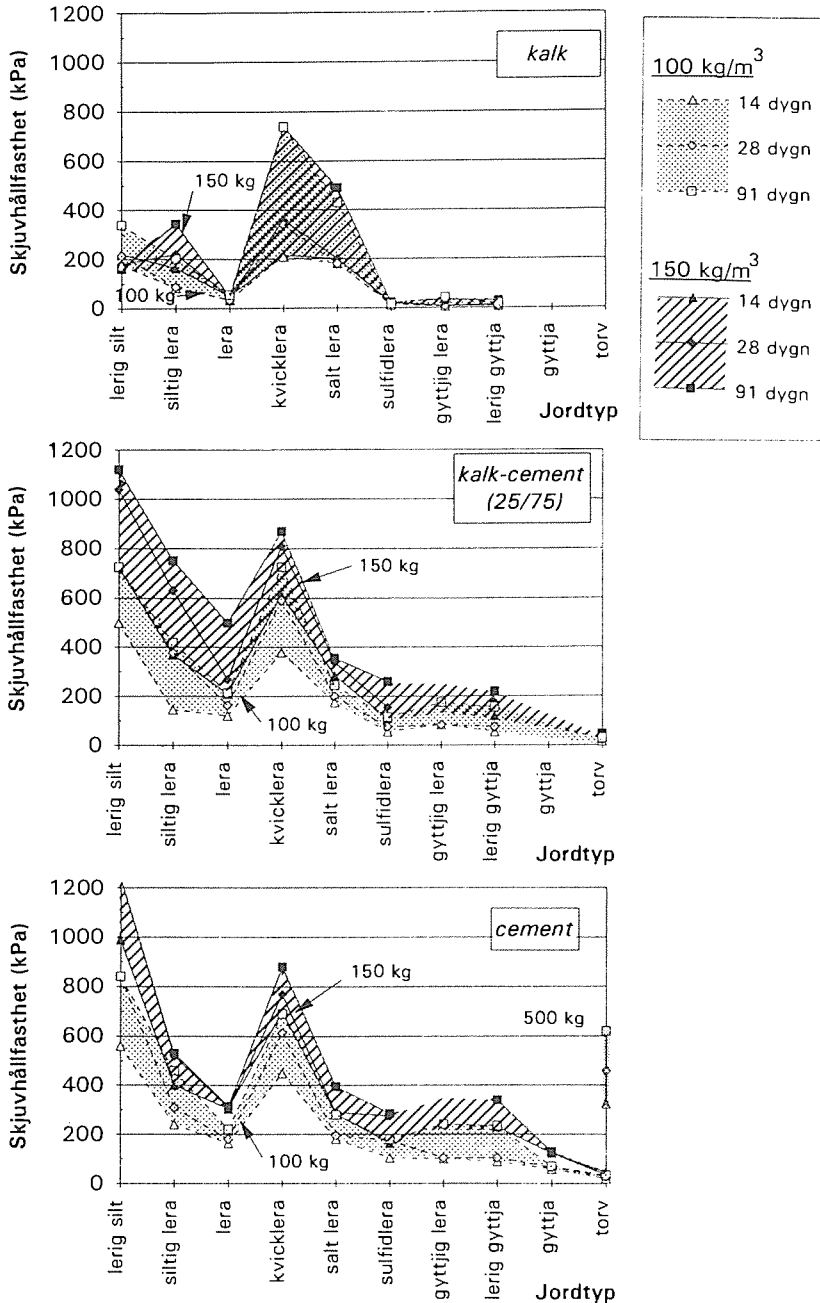 Skjuvhållfasthet (kPa)
1200
1000
800
600
400
200
0
kalk
150 kg
100 kg
lerig silt
siltig lera
lera
kvicklera
salt lera
sulfidlera
gyttjig lera
lerig gyttja
gyttja
torv
Jordtyp
100 kg/m³
14 dygn
28 dygn
91 dygn
150 kg/m³
14 dygn
28 dygn
91 dygn
Skjuvhållfasthet (kPa)
1200
1000
800
600
400
200
0
kalk-cement
(25/75)
150 kg
100 kg
lerig silt
siltig lera
lera
kvicklera
salt lera
sulfidlera
gyttjig lera
lerig gyttja
gyttja
torv
Jordtyp
Skjuvhållfasthet (kPa)
1200
1000
800
600
400
200
0
cement
150 kg
500 kg
100 kg
lerig silt
siltig lera
lera
kvicklera
salt lera
sulfidlera
gyttjig lera
lerig gyttja
gyttja
torv
Jordtyp